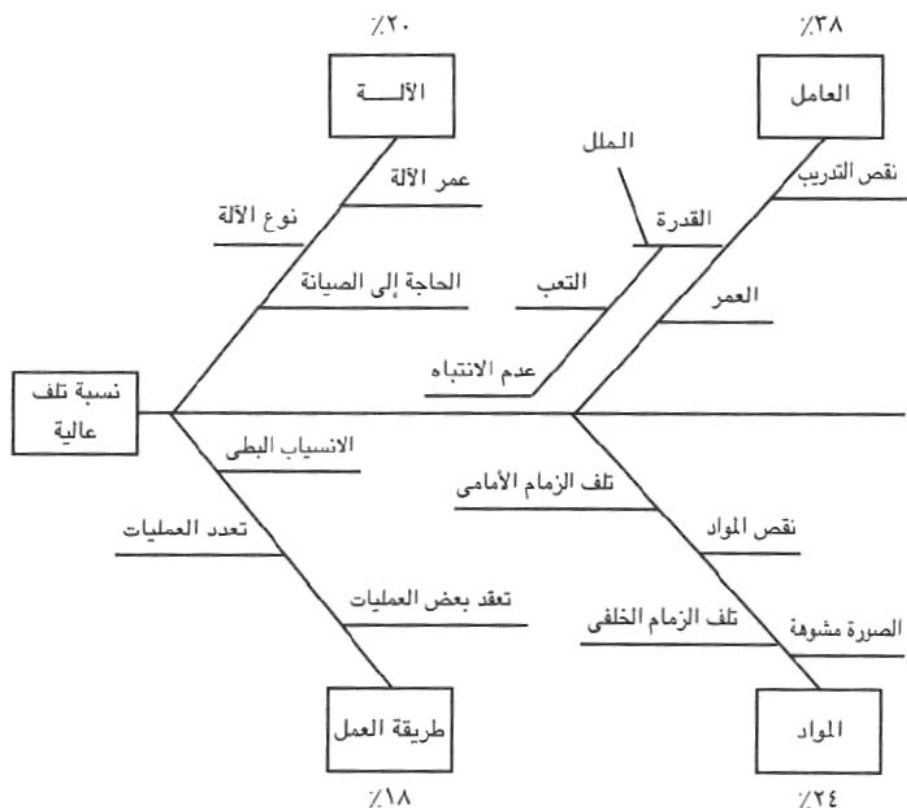 ٪٣٨
٪٢٠
العامل
الآلـــــة
الملل
نقص التدريب
عمر الآلة
القدرة
نوع الآلة
التعب
العمر
الحاجة إلى الصيانة
عدم الانتباه
نسبة تلف
عالية
الانسياب البطى
تلف الزمام الأمامى
نقص المواد
تعدد العمليات
تعقد بعض العمليات
تلف الزمام الخلفى
الصررة مشوهة
المواد
طريقة العمل
٪٢٤
٪١٨